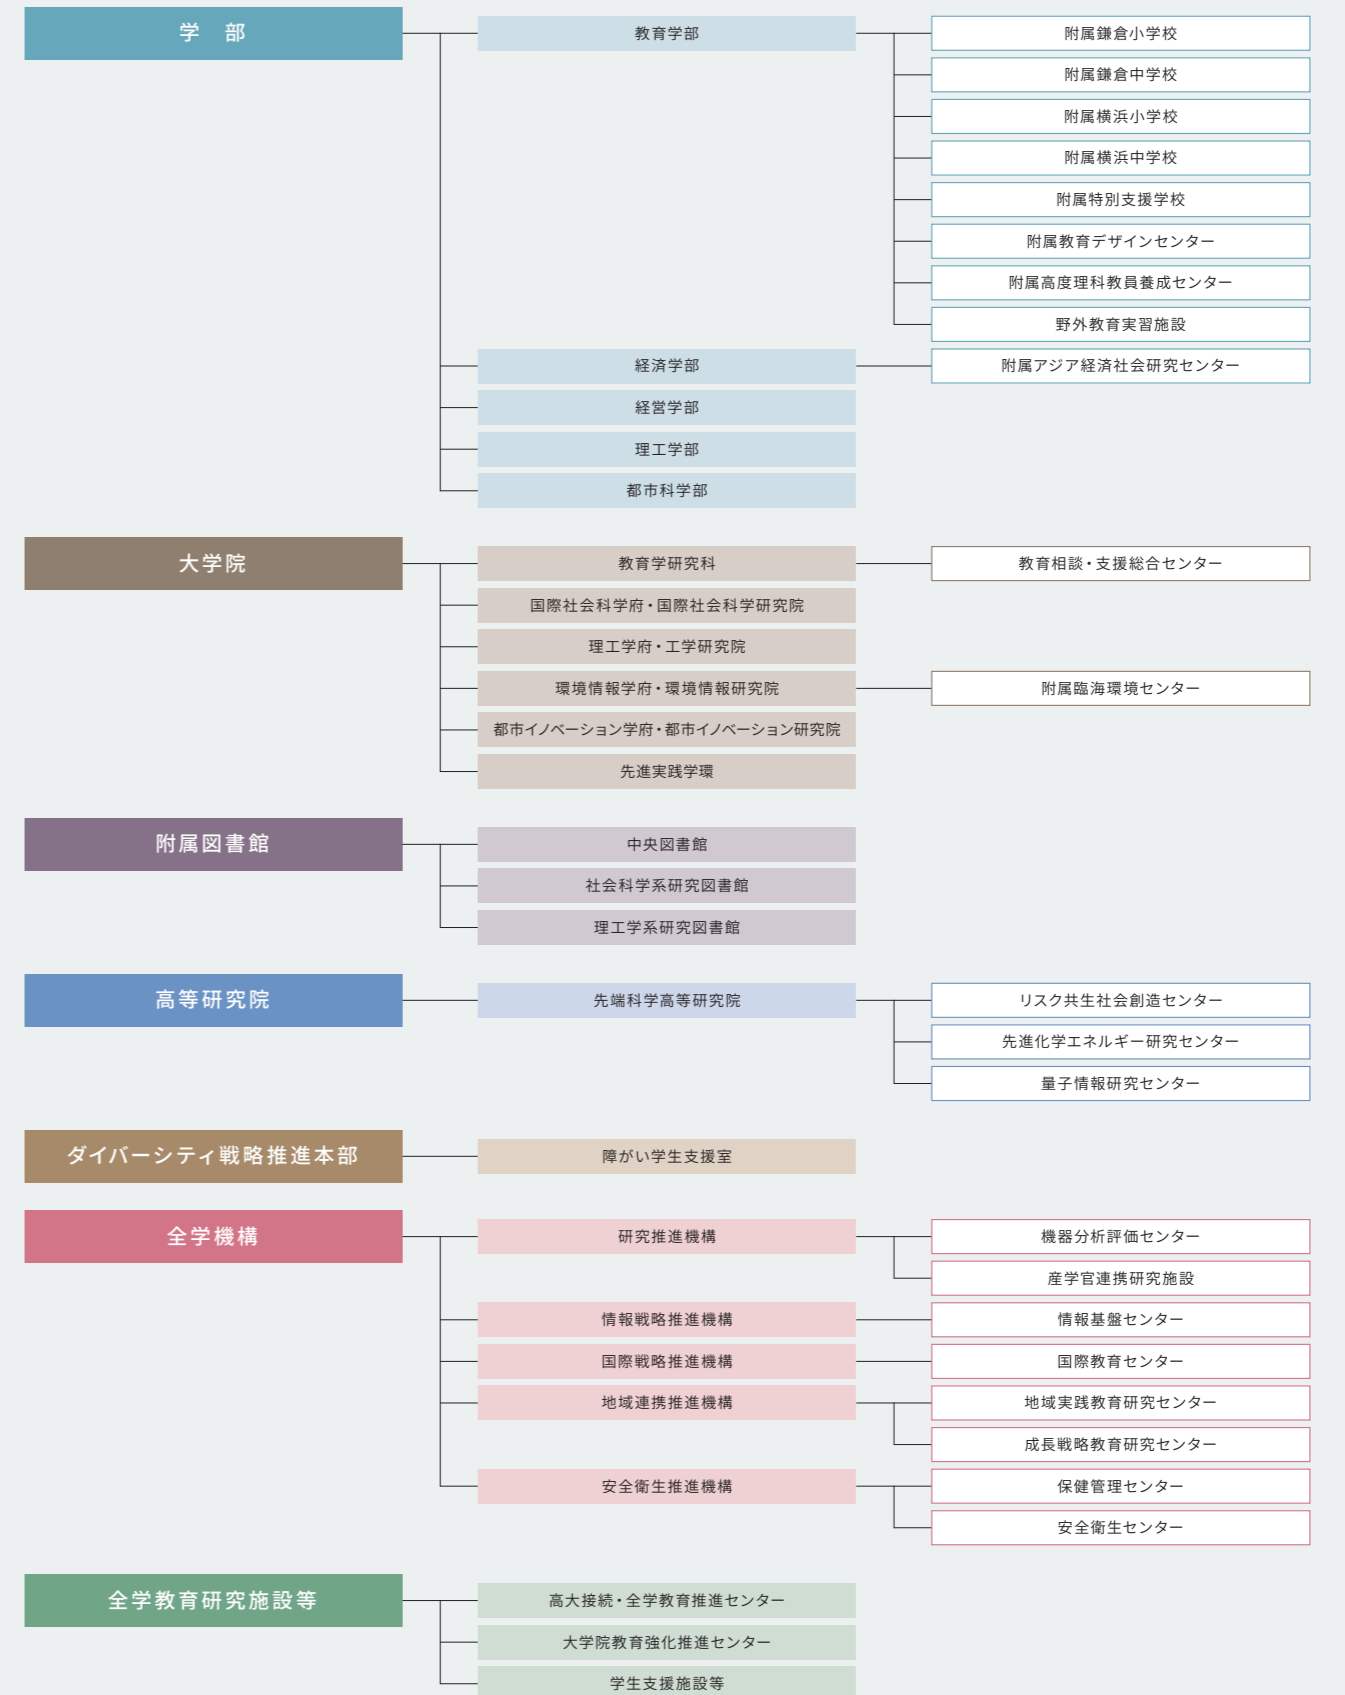 学　部
教育学部
附属鎌倉小学校
附属鎌倉中学校
附属横浜小学校
附属横浜中学校
附属特別支援学校
附属教育デザインセンター
附属高度理科教員養成センター
野外教育実習施設
経済学部
附属アジア経済社会研究センター
経営学部
理工学部
都市科学部
大学院
教育学研究科
教育相談・支援総合センター
国際社会科学府・国際社会科学研究院
理工学府・工学研究院
環境情報学府・環境情報研究院
附属臨海環境センター
都市イノベーション学府・都市イノベーション研究院
先進実践学環
附属図書館
中央図書館
社会科学系研究図書館
理工学系研究図書館
高等研究院
先端科学高等研究院
リスク共生社会創造センター
先進化学エネルギー研究センター
量子情報研究センター
ダイバーシティ戦略推進本部
障がい学生支援室
全学機構
研究推進機構
機器分析評価センター
産学官連携研究施設
情報戦略推進機構
情報基盤センター
国際戦略推進機構
国際教育センター
地域連携推進機構
地域実践教育研究センター
成長戦略教育研究センター
安全衛生推進機構
保健管理センター
安全衛生センター
全学教育研究施設等
高大接続・全学教育推進センター
大学院教育強化推進センター
学生支援施設等